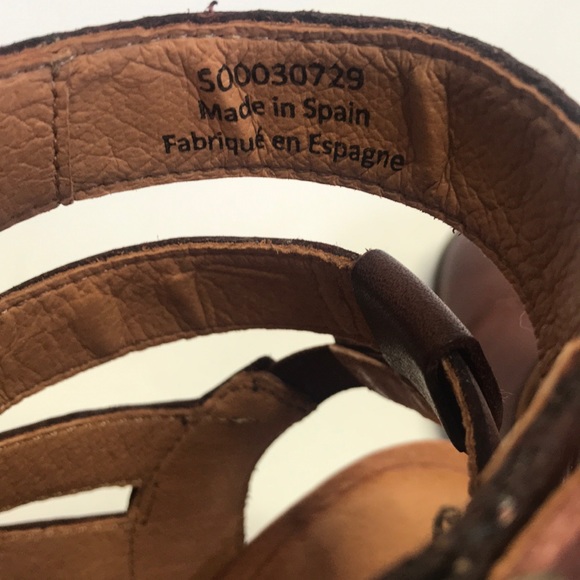 S00030729
Made in Spain
Fabriqué en Espagne